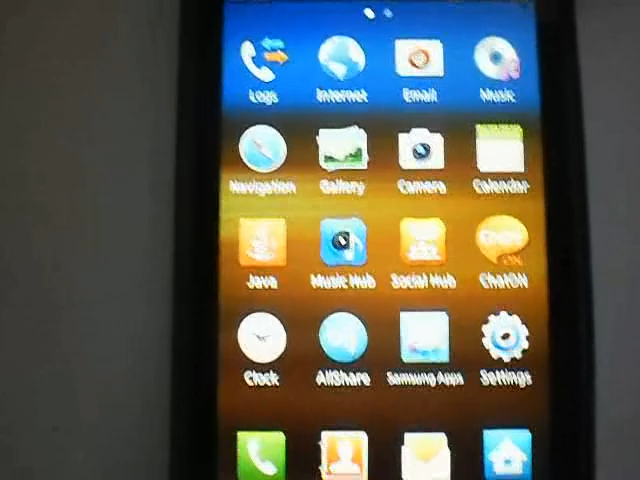 Logs Internet Email Music
Navigation Gallery Camera Calendar
Java Music Hub Social Hub ChatON
Clock AllShare Samsung Apps Settings